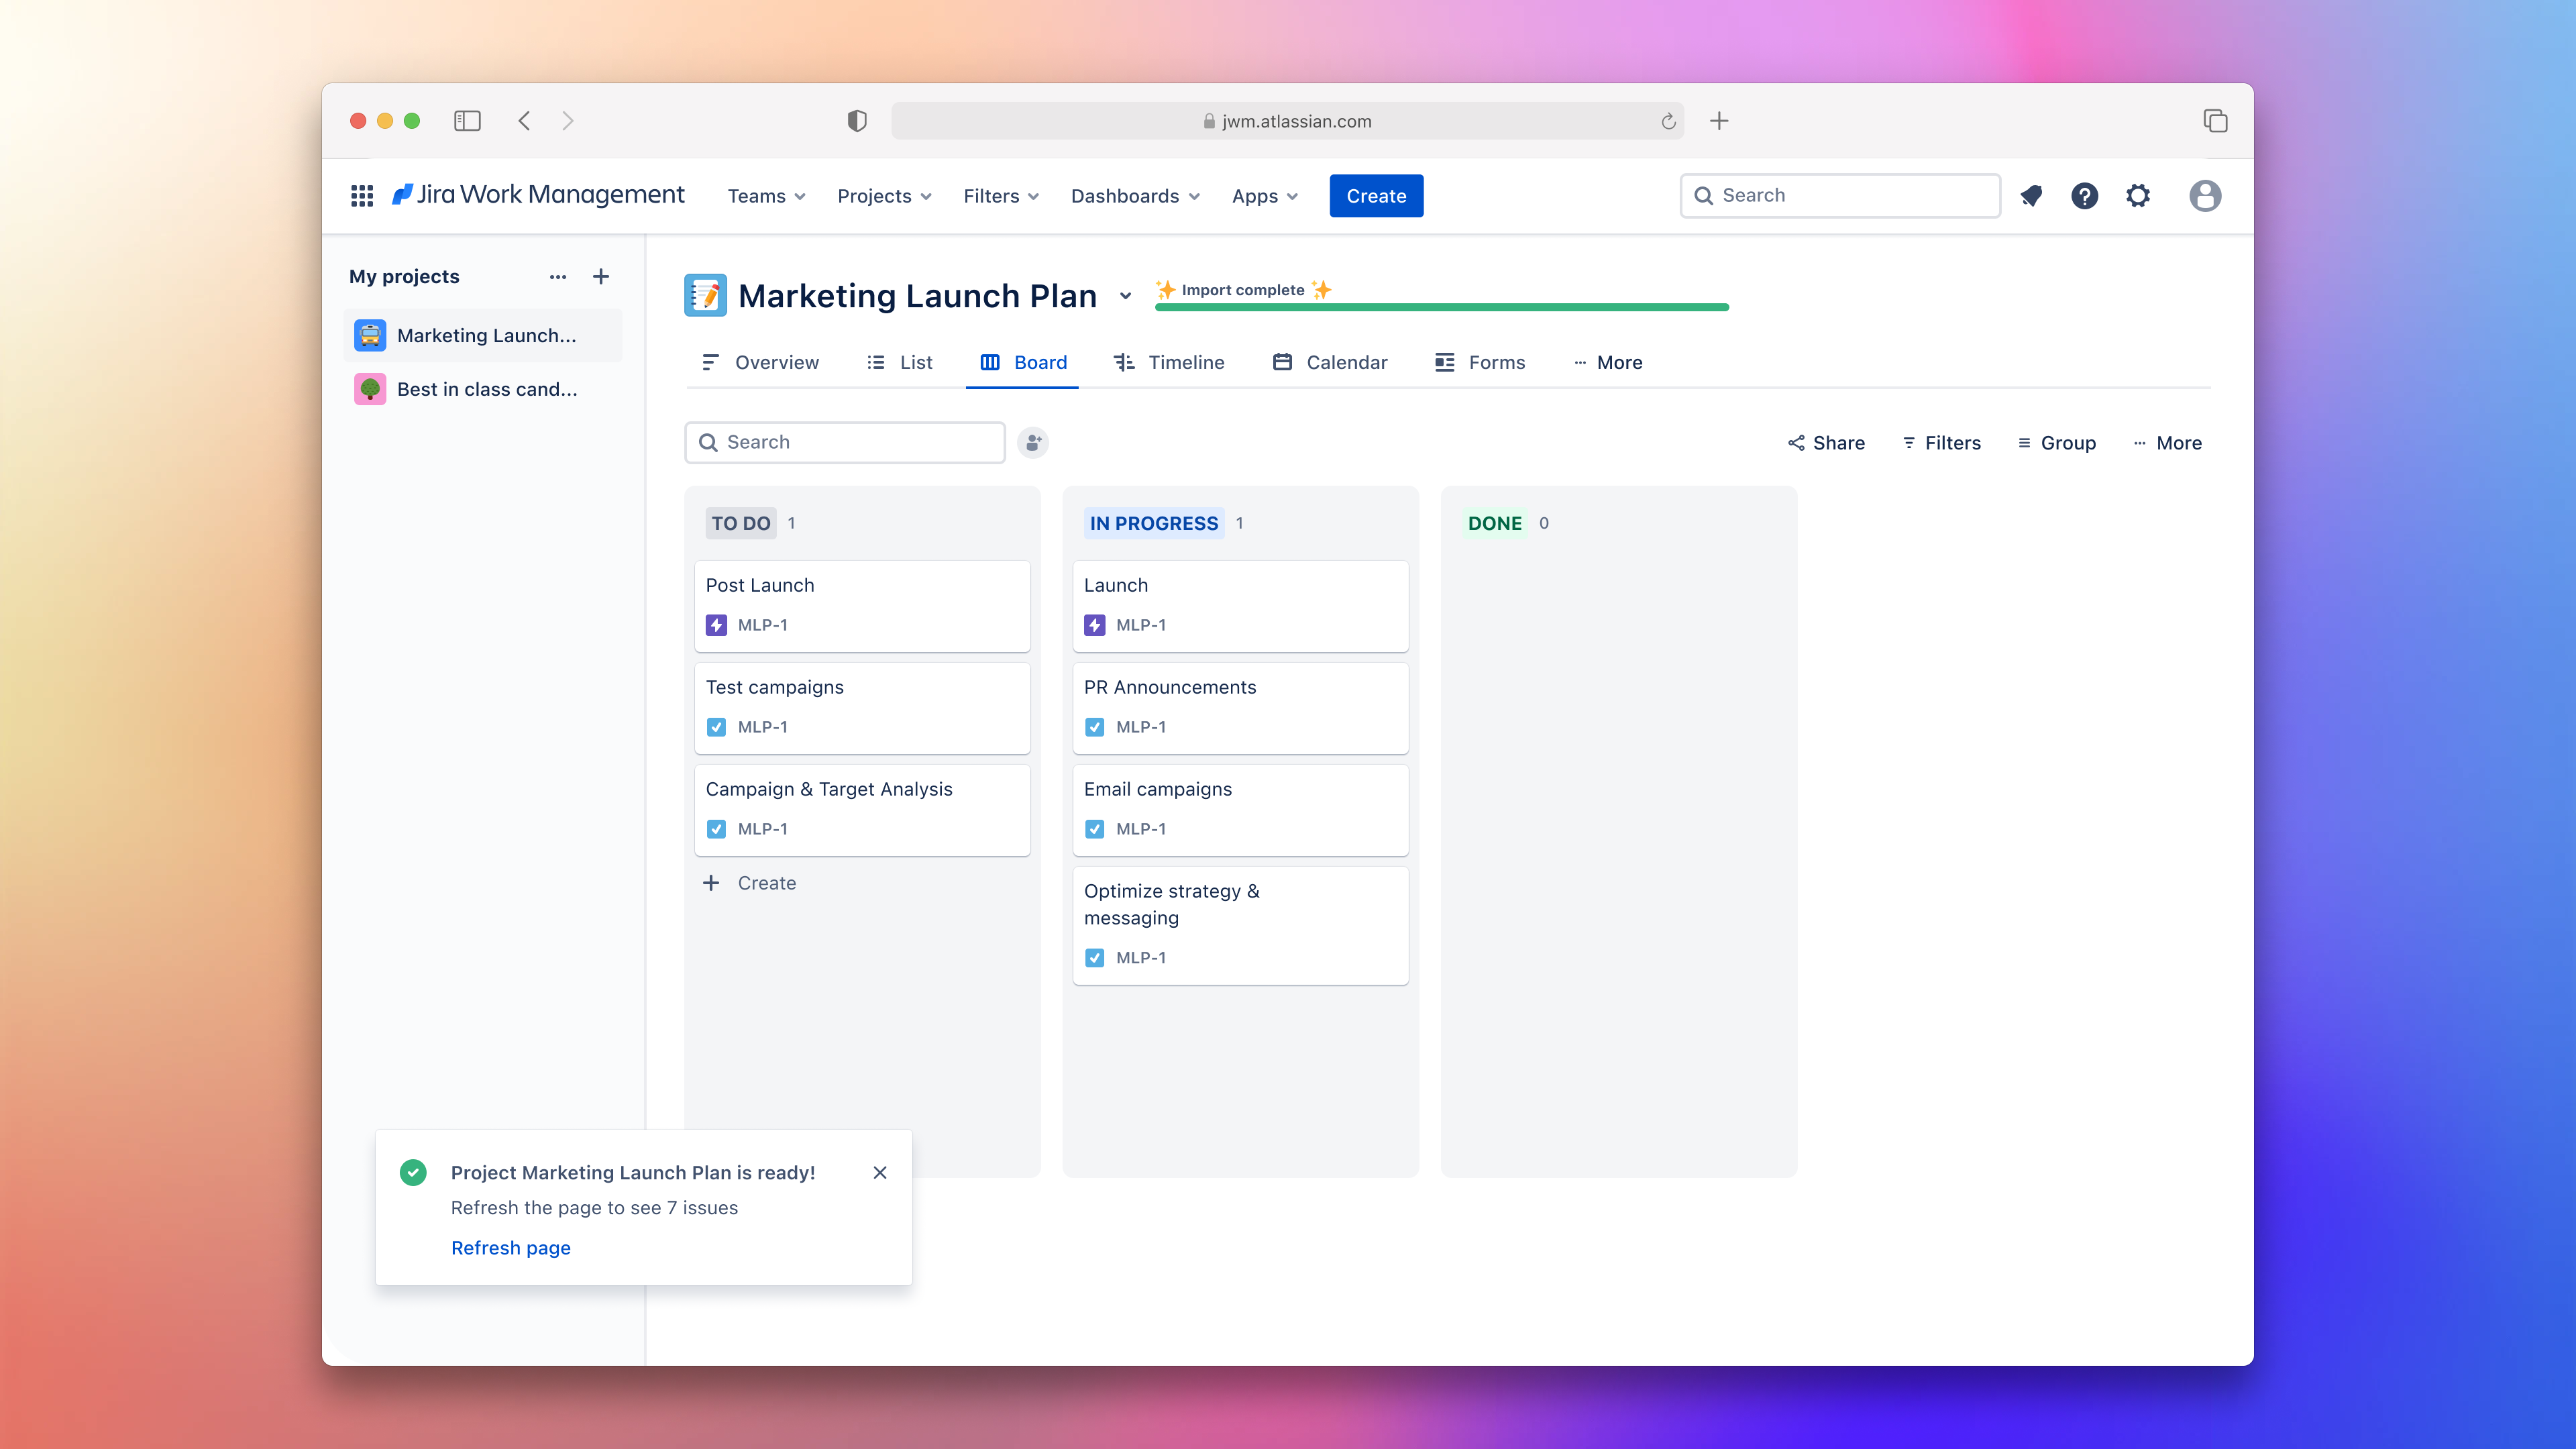 jwm.atlassian.com
Jira Work Management Teams Projects Filters Dashboards Apps Create Search
My projects
Marketing Launch...
Best in class cand...
Marketing Launch Plan Import complete
Overview List Board Timeline Calendar Forms More
Search Share Filters Group More
TO DO 1
Post Launch
MLP-1
Test campaigns
MLP-1
Campaign & Target Analysis
MLP-1
Create
IN PROGRESS 1
Launch
MLP-1
PR Announcements
MLP-1
Email campaigns
MLP-1
Optimize strategy &
messaging
MLP-1
DONE 0
Project Marketing Launch Plan is ready!
Refresh the page to see 7 issues
Refresh page